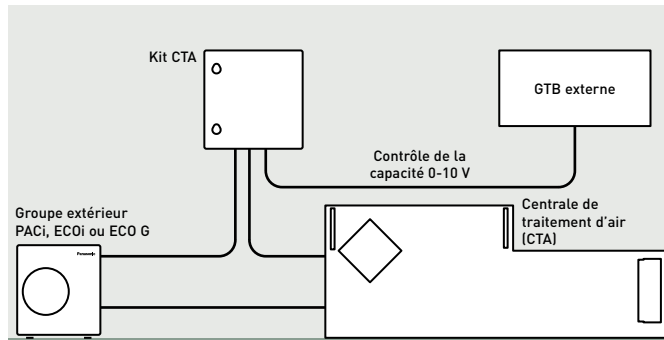 Kit CTA
GTB externe
Contrôle de la
capacité 0-10 V
Groupe extérieur
PACi, ECOi ou ECO G
Centrale de
traitement d'air
(CTA)
Panasonic